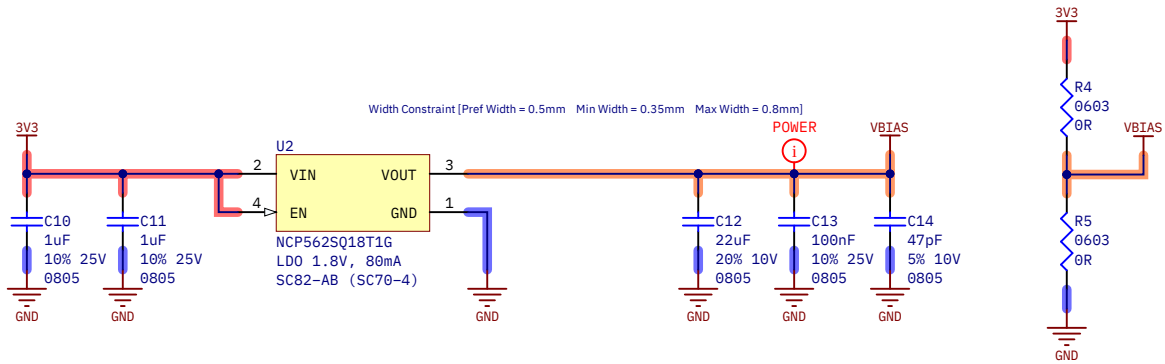 Width Constraint [Pref Width = 0.5mm    Min Width = 0.35mm    Max Width = 0.8mm]
3V3
2
4
U2
VIN
EN
VOUT
GND
3
1
NCP562SQ18T1G
LDO 1.8V, 80mA
SC82-AB (SC70-4)
C10
1uF
10% 25V
0805
GND
C11
1uF
10% 25V
0805
GND
GND
POWER
i
VBIAS
C12
22uF
20% 10V
0805
GND
C13
100nF
10% 25V
0805
GND
C14
47pF
5% 10V
0805
GND
3V3
R4
0603
0R
VBIAS
R5
0603
0R
GND